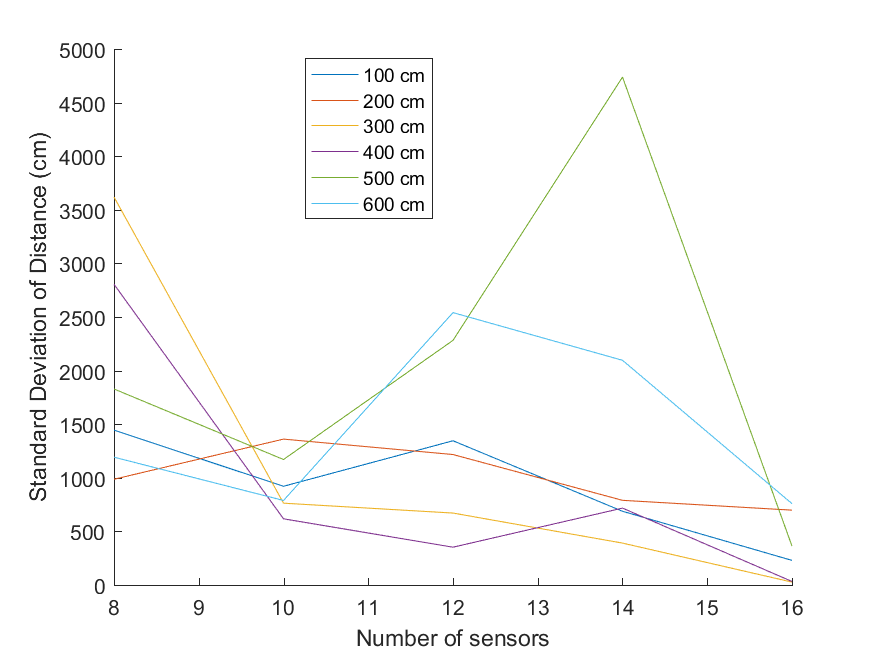 5000
4500
4000
3500
3000
2500
2000
1500
1000
500
0
Standard Deviation of Distance (cm)
100 cm
200 cm
300 cm
400 cm
500 cm
600 cm
8 9 10 11 12 13 14 15 16
Number of sensors